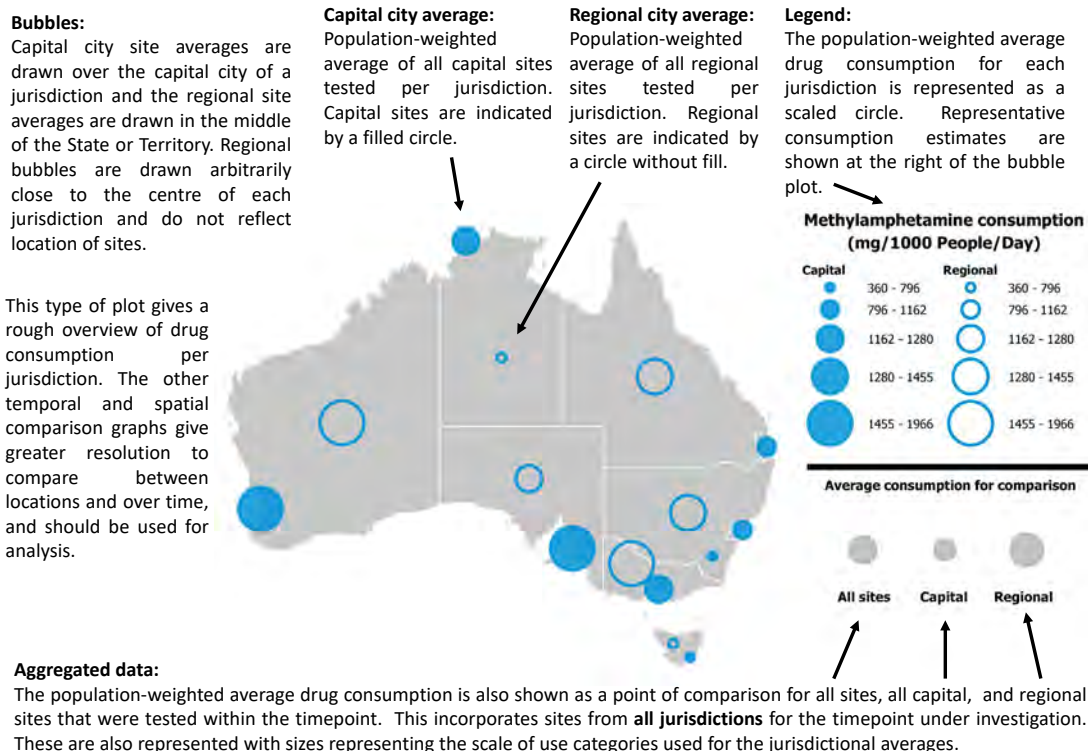 Bubbles:
Capital city site averages are
drawn over the capital city of a
jurisdiction and the regional site
averages are drawn in the middle
of the State or Territory. Regional
bubbles are drawn arbitrarily
close to the centre of each
jurisdiction and do not reflect
location of sites.
Capital city average:
Population-weighted
average of all capital sites
tested per jurisdiction.
Capital sites are indicated
by a filled circle.
Regional city average:
Population-weighted
average of all regional
sites tested per
jurisdiction. Regional
sites are indicated by
a circle without fill.
Legend:
The population-weighted average
drug consumption for each
jurisdiction is represented as a
scaled circle. Representative
consumption estimates are
shown at the right of the bubble
plot.
This type of plot gives a
rough overview of drug
consumption per
jurisdiction. The other
temporal and spatial
comparison graphs give
greater resolution to
compare between
locations and over time,
and should be used for
analysis.
Methylamphetamine consumption
(mg/1000 People/Day)
Capital Regional
360 - 796 360 - 796
796 - 1162 796 - 1162
1162 - 1280 1162 - 1280
1280 - 1455 1280 - 1455
1455 - 1966 1455 - 1966
Average consumption for comparison
All sites Capital Regional
Aggregated data:
The population-weighted average drug consumption is also shown as a point of comparison for all sites, all capital, and regional
sites that were tested within the timepoint. This incorporates sites from all jurisdictions for the timepoint under investigation.
These are also represented with sizes representing the scale of use categories used for the jurisdictional averages.